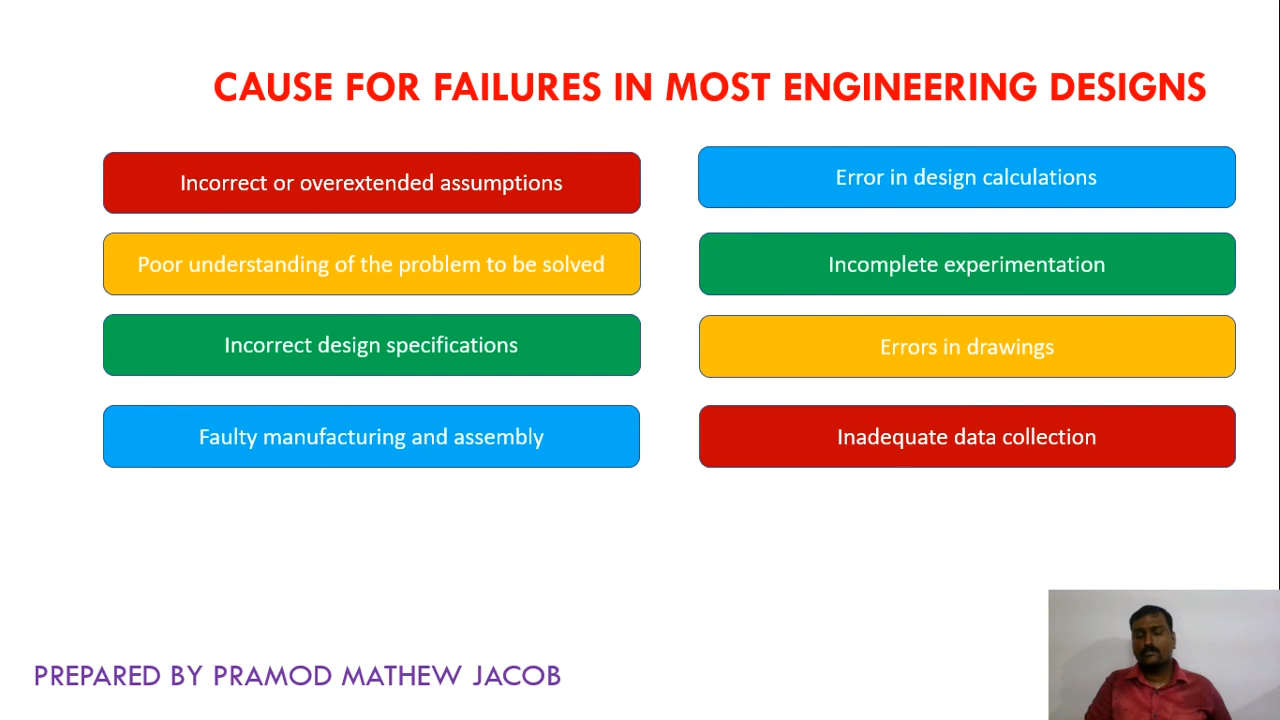 CAUSE FOR FAILURES IN MOST ENGINEERING DESIGNS
Incorrect or overextended assumptions
Error in design calculations
Poor understanding of the problem to be solved
Incomplete experimentation
Incorrect design specifications
Errors in drawings
Faulty manufacturing and assembly
Inadequate data collection
PREPARED BY PRAMOD MATHEW JACOB